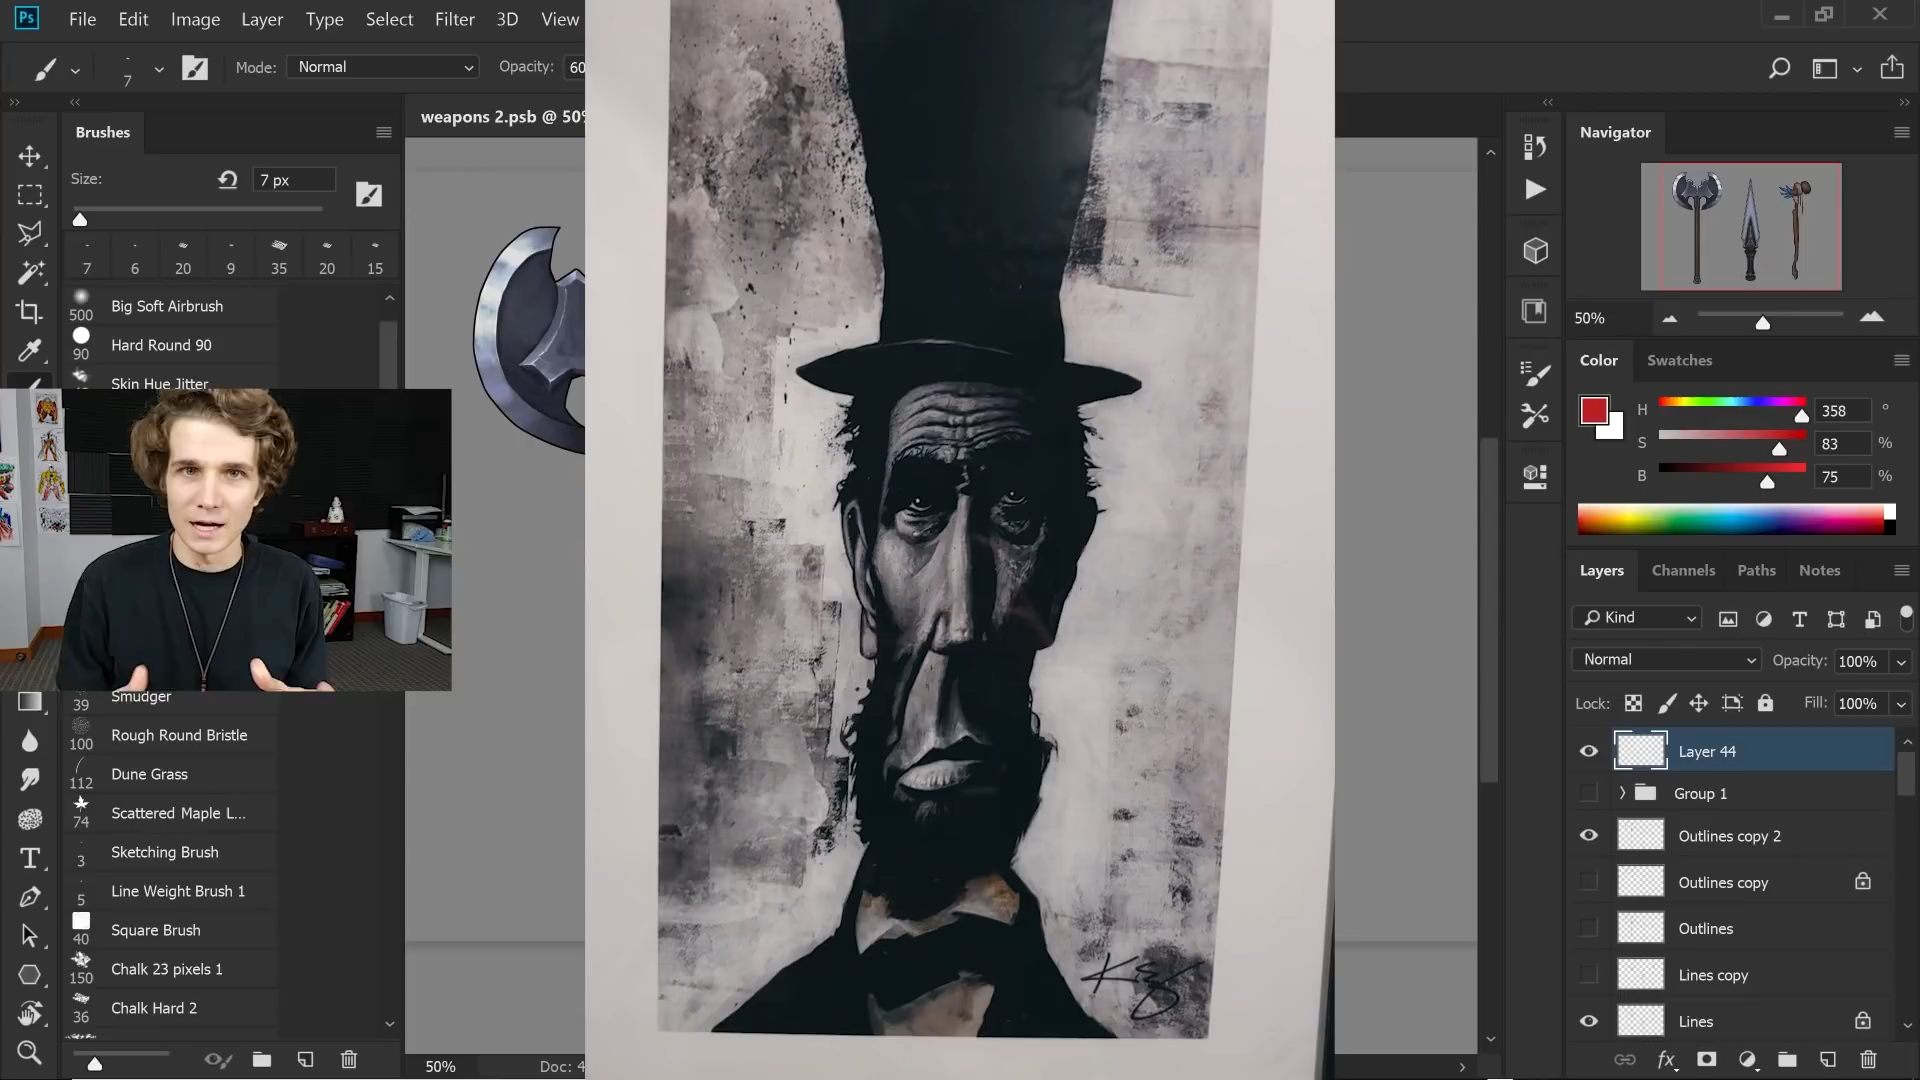 Ps File Edit Image Layer Type Select Filter 3D View
7 Mode: Normal Opacity: 60
Brushes
weapons 2.psb @ 50%
Size: 7 px
7 6 20 9 35 20 15
500 Big Soft Airbrush
90 Hard Round 90
Skin Hue Jitter
39 Smudger
100 Rough Round Bristle
112 Dune Grass
74 Scattered Maple L...
3 Sketching Brush
5 Line Weight Brush 1
40 Square Brush
150 Chalk 23 pixels 1
36 Chalk Hard 2
50% Doc: 4
Navigator
50%
Color Swatches
H 358 °
S 83 %
B 75 %
Layers Channels Paths Notes
Kind
Normal Opacity: 100%
Lock: Fill: 100%
Layer 44
Group 1
Outlines copy 2
Outlines copy
Outlines
Lines copy
Lines
fx